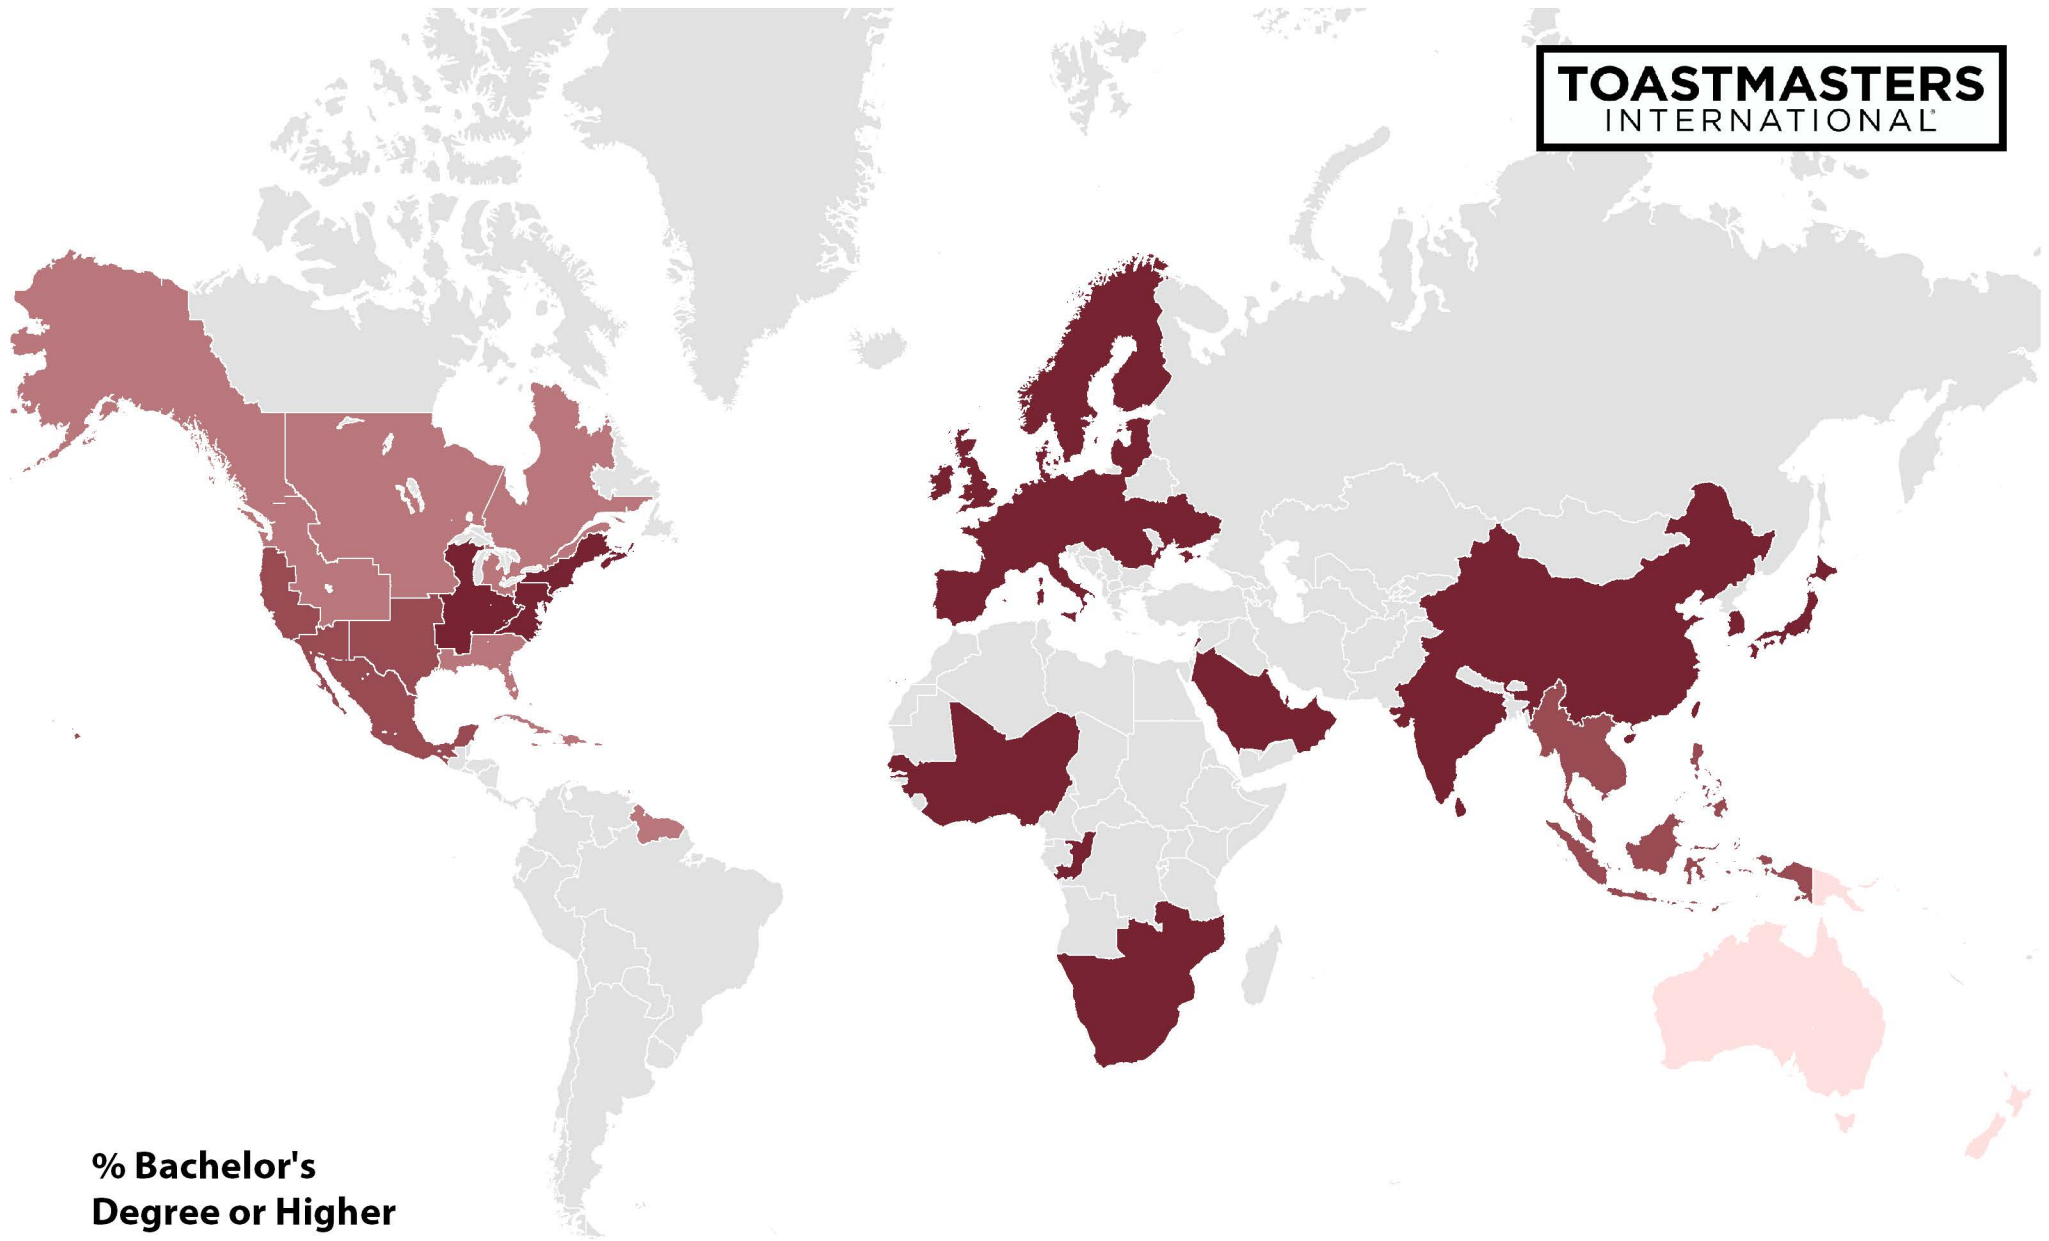 TOASTMASTERS
INTERNATIONAL®
% Bachelor's
Degree or Higher